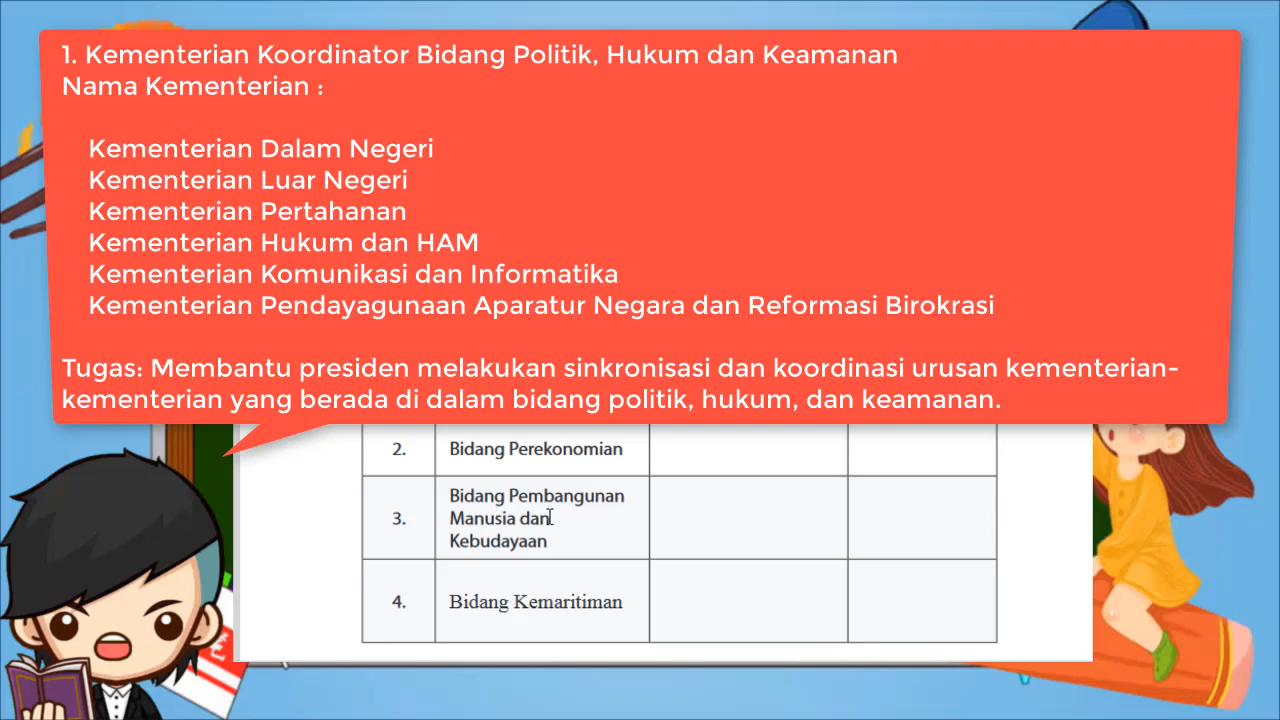 1. Kementerian Koordinator Bidang Politik, Hukum dan Keamanan
Nama Kementerian :
Kementerian Dalam Negeri
Kementerian Luar Negeri
Kementerian Pertahanan
Kementerian Hukum dan HAM
Kementerian Komunikasi dan Informatika
Kementerian Pendayagunaan Aparatur Negara dan Reformasi Birokrasi
Tugas: Membantu presiden melakukan sinkronisasi dan koordinasi urusan kementerian-
kementerian yang berada di dalam bidang politik, hukum, dan keamanan.
2. Bidang Perekonomian
Bidang Pembangunan
3. Manusia dan
Kebudayaan
4. Bidang Kemaritiman